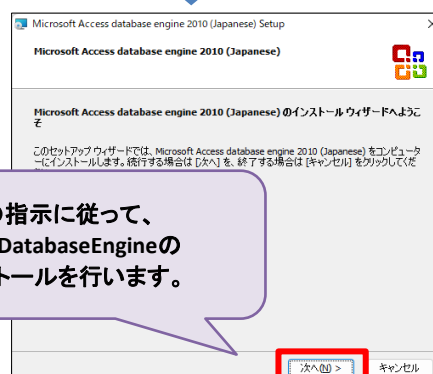 Microsoft Access database engine 2010 (Japanese) Setup
Microsoft Access database engine 2010 (Japanese)
Microsoft Access database engine 2010 (Japanese) のインストール ウィザードへようこ
そ
このセットアップ ウィザードでは、Microsoft Access database engine 2010 (Japanese) をコンピュータ
ーにインストールします。続行する場合は [次へ] を、終了する場合は [キャンセル] をクリックしてくだ
の指示に従って、
DatabaseEngineの
トールを行います。
次へ(N) >
キャンセル